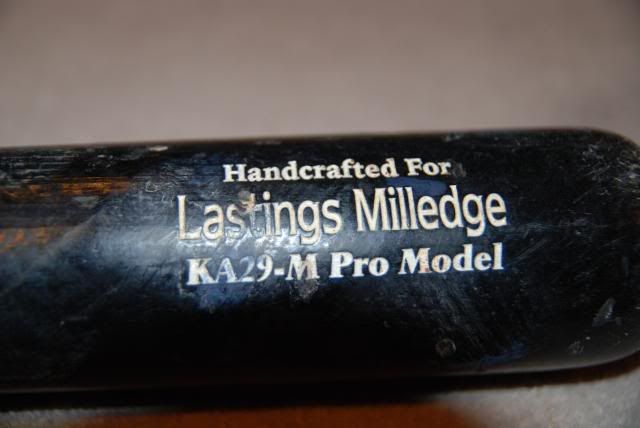 Handcrafted For
Lastings Milledge
KA29-M Pro Model